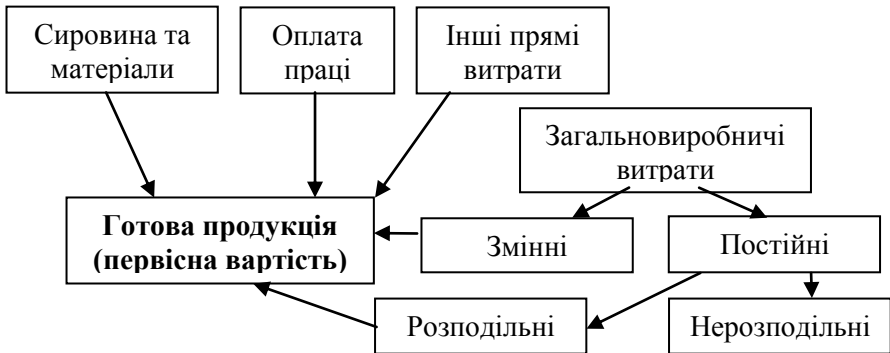 Сировина та
матеріали
Оплата
праці
Інші прямі
витрати
Загальновиробничі
витрати
Готова продукція
(первісна вартість)
Змінні
Постійні
Розподільні
Нерозподільні